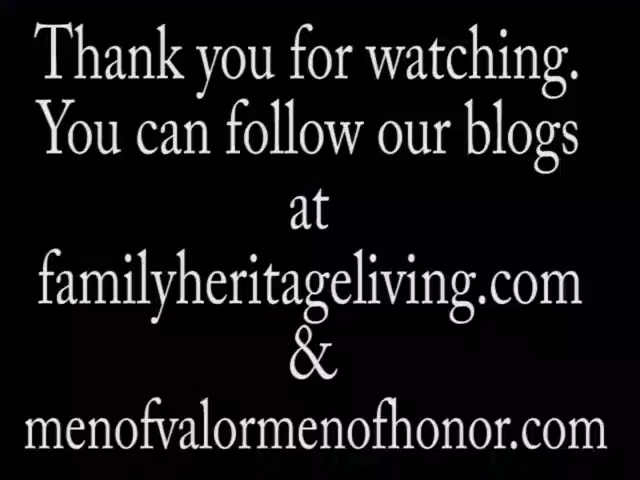 Thank you for watching.
You can follow our blogs
at
familyheritageliving.com
&
menofvalormenofhonor.com